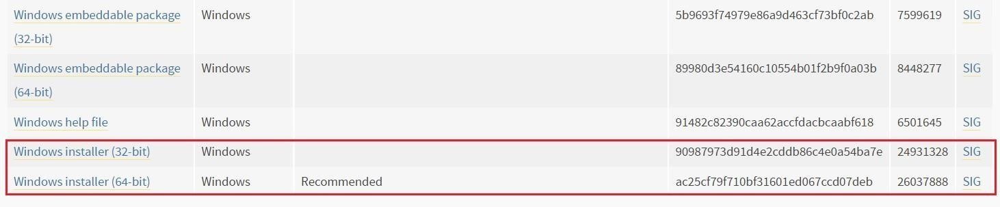 Windows embeddable package Windows 5b9693f74979e86a9d463cf73bf0c2ab 7599619 SIG
(32-bit)
Windows embeddable package Windows 89980d3e54160c10554b01f2b9f0a03b 8448277 SIG
(64-bit)
Windows help file Windows 91482c82390caa62accfdacbcaabf618 6501645 SIG
Windows installer (32-bit) Windows 90987973d91d4e2cddb86c4e0a54ba7e 24931328 SIG
Windows installer (64-bit) Windows Recommended ac25cf79f710bf31601ed067ccd07deb 26037888 SIG